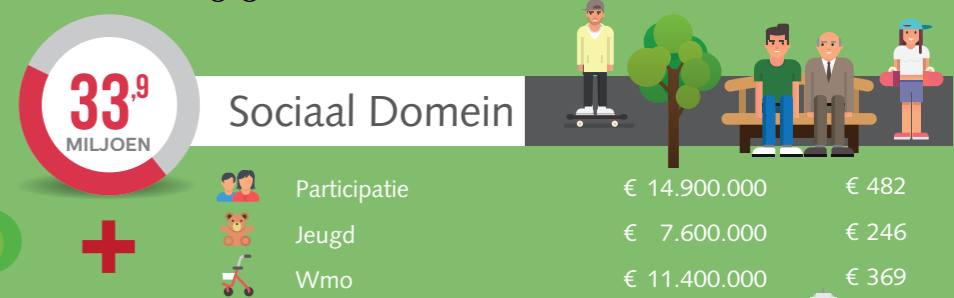 33,9
MILJOEN
Sociaal Domein
Participatie € 14.900.000 € 482
Jeugd € 7.600.000 € 246
Wmo € 11.400.000 € 369